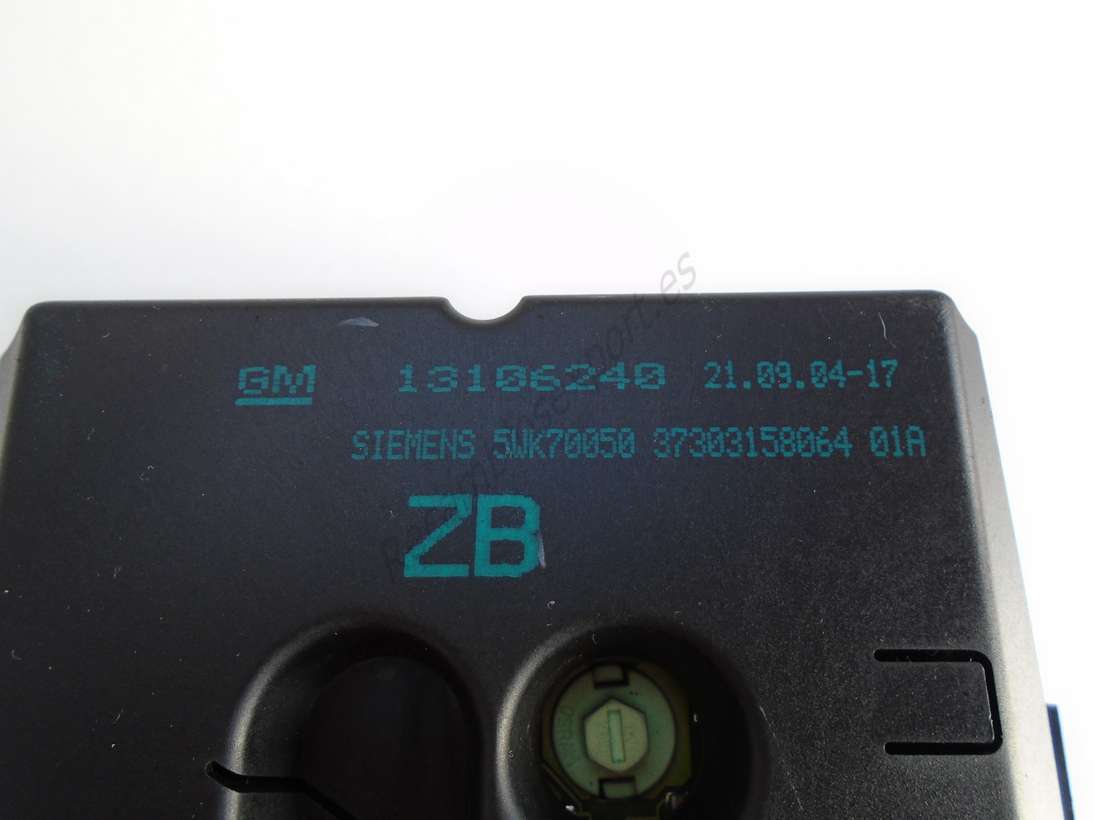 GM 13106240 21.09.04-17
SIEMENS 5WK70050 37303158064 01A
ZB